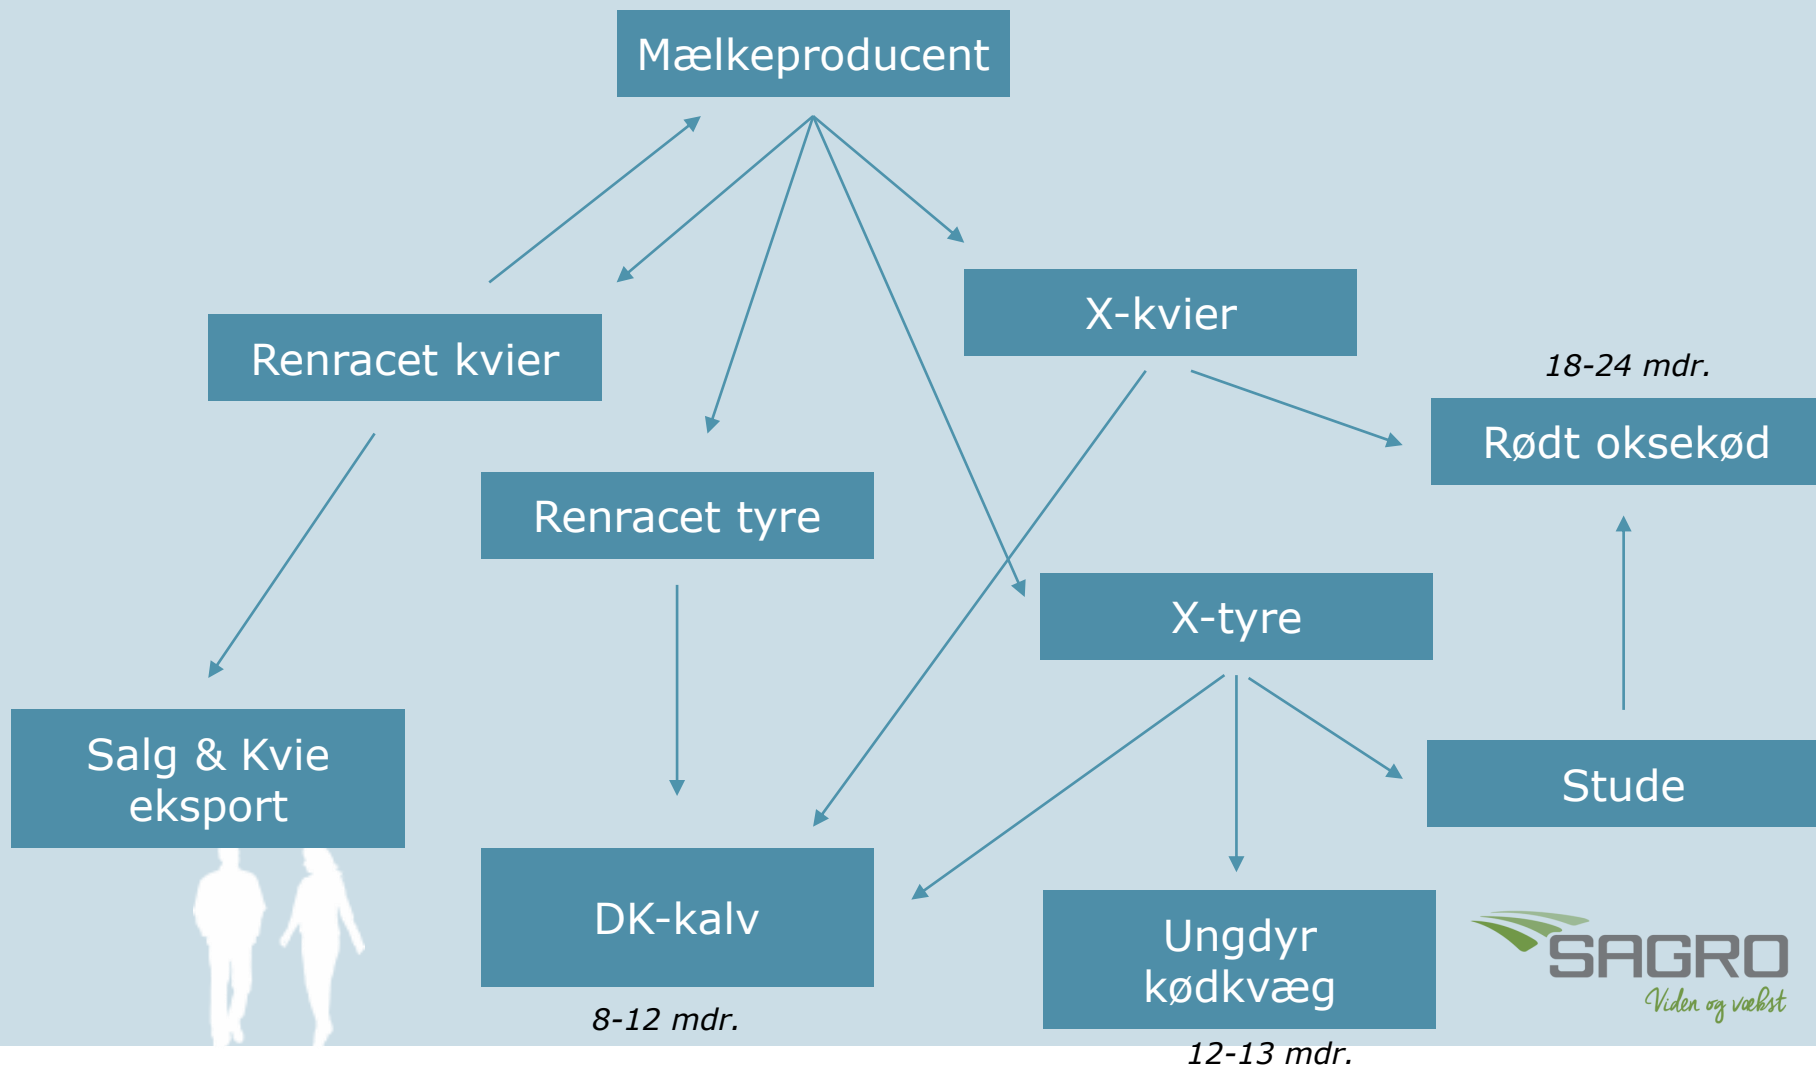 Mælkeproducent
X-kvier
Renracet kvier
18-24 mdr.
Rødt oksekød
Renracet tyre
X-tyre
Salg & Kvie
eksport
Stude
DK-kalv
8-12 mdr.
Ungdyr
kødkvæg
12-13 mdr.
SAGRO
Viden og vækst